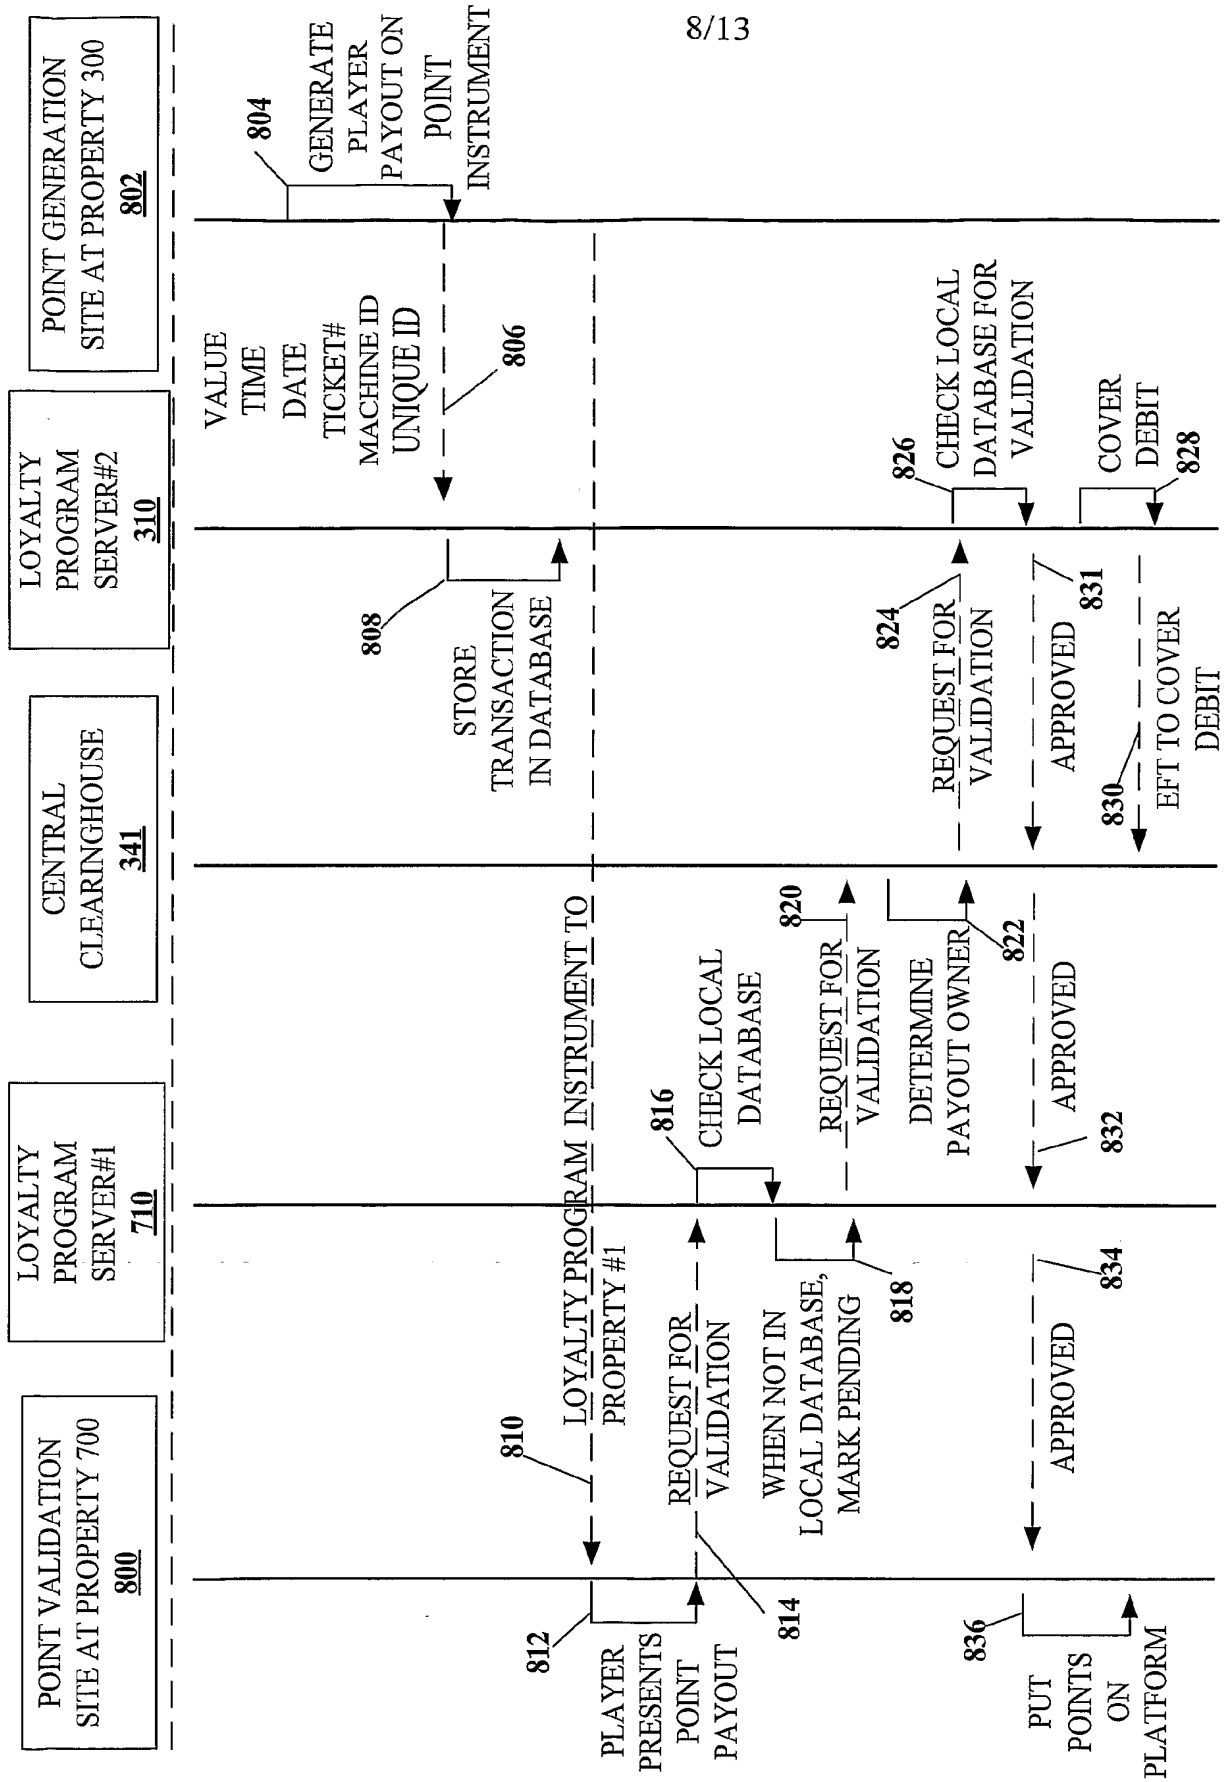 8/13
POINT VALIDATION
SITE AT PROPERTY 700
800
LOYALTY
PROGRAM
SERVER#1
710
CENTRAL
CLEARINGHOUSE
341
LOYALTY
PROGRAM
SERVER#2
310
POINT GENERATION
SITE AT PROPERTY 300
802
804
GENERATE
PLAYER
PAYOUT ON
POINT
INSTRUMENT
VALUE
TIME
DATE
TICKET#
MACHINE ID
UNIQUE ID
806
808
STORE
TRANSACTION
IN DATABASE
810
LOYALTY PROGRAM INSTRUMENT TO
PROPERTY #1
812
PLAYER
PRESENTS
POINT
PAYOUT
814
REQUEST FOR
VALIDATION
816
CHECK LOCAL
DATABASE
818
WHEN NOT IN
LOCAL DATABASE,
MARK PENDING
820
REQUEST FOR
VALIDATION
822
DETERMINE
PAYOUT OWNER
824
REQUEST FOR
VALIDATION
826
CHECK LOCAL
DATABASE FOR
VALIDATION
828
COVER
DEBIT
831
APPROVED
830
EFT TO COVER
DEBIT
832
APPROVED
834
APPROVED
836
PUT
POINTS
ON
PLATFORM